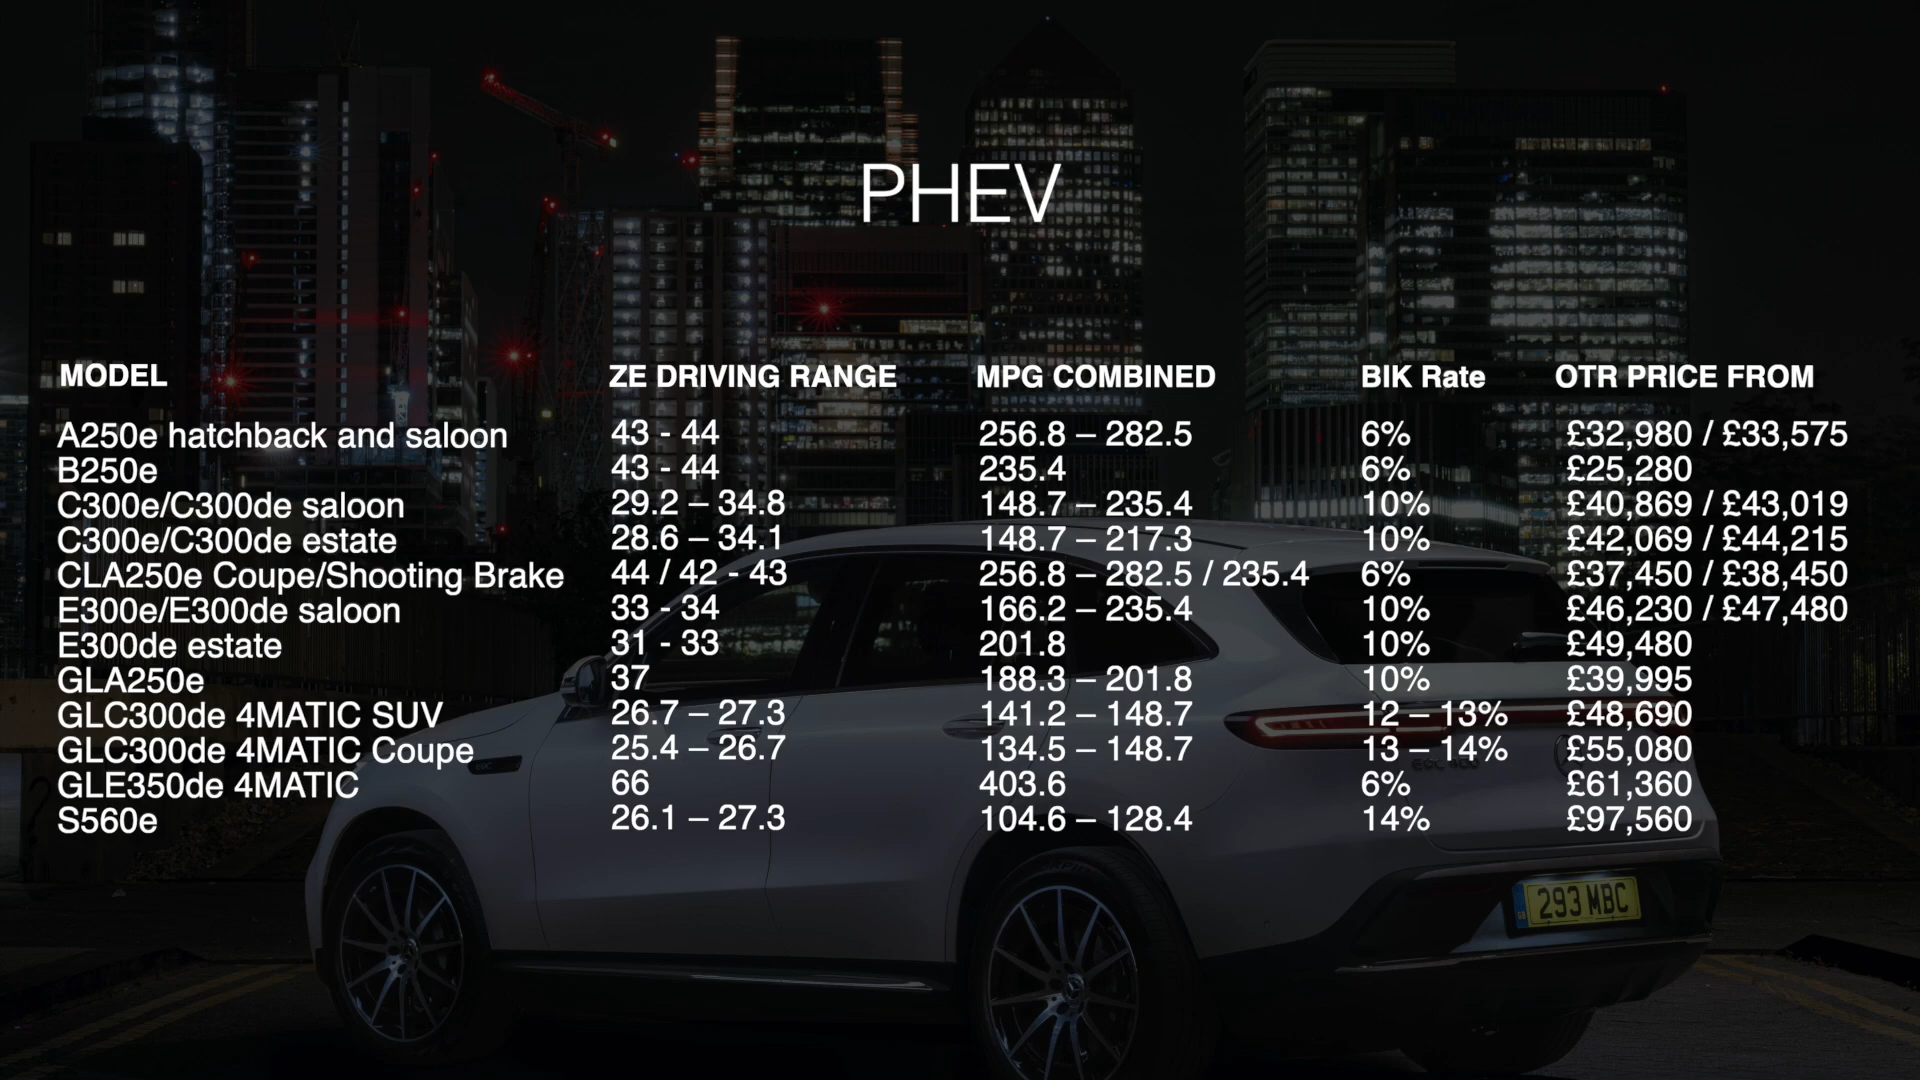 PHEV
MODEL ZE DRIVING RANGE MPG COMBINED BIK Rate OTR PRICE FROM
A250e hatchback and saloon 43 - 44 256.8 – 282.5 6% £32,980 / £33,575
B250e 43 - 44 235.4 6% £25,280
C300e/C300de saloon 29.2 – 34.8 148.7 – 235.4 10% £40,869 / £43,019
C300e/C300de estate 28.6 – 34.1 148.7 – 217.3 10% £42,069 / £44,215
CLA250e Coupe/Shooting Brake 44 / 42 - 43 256.8 – 282.5 / 235.4 6% £37,450 / £38,450
E300e/E300de saloon 33 - 34 166.2 – 235.4 10% £46,230 / £47,480
E300de estate 31 - 33 201.8 10% £49,480
GLA250e 37 188.3 – 201.8 10% £39,995
GLC300de 4MATIC SUV 26.7 – 27.3 141.2 – 148.7 12 – 13% £48,690
GLC300de 4MATIC Coupe 25.4 – 26.7 134.5 – 148.7 13 – 14% £55,080
GLE350de 4MATIC 66 403.6 6% £61,360
S560e 26.1 – 27.3 104.6 – 128.4 14% £97,560
EQC 400
293 MBC